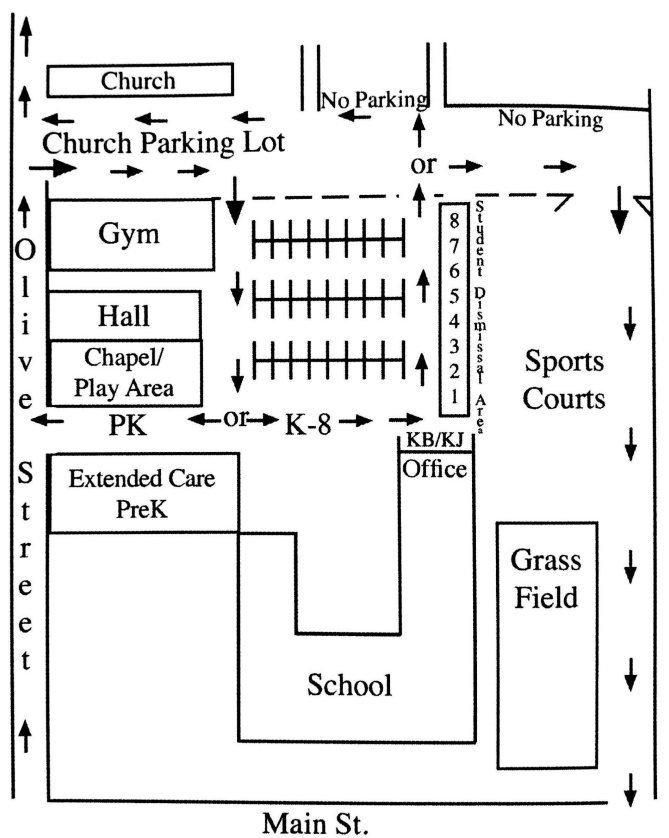 Church
No Parking
No Parking
Church Parking Lot
or
Gym
8
7
6
5
4
3
2
1
Student Dismissal Area
Olive Street
Hall
Chapel/
Play Area
Sports
Courts
PK
or
K-8
KB/KJ
Office
Extended Care
PreK
Grass
Field
School
Main St.